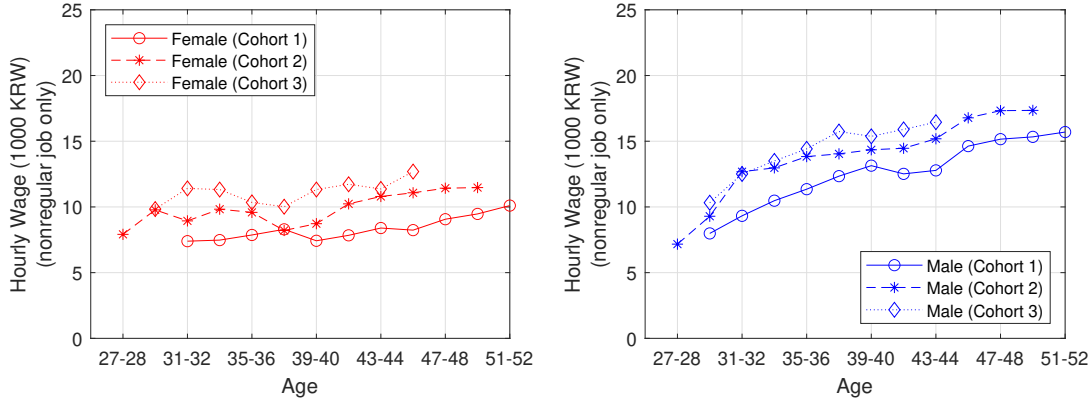 Hourly Wage (1000 KRW)
(nonregular job only)
25
20
15
10
5
0
Female (Cohort 1)
Female (Cohort 2)
Female (Cohort 3)
27-28 31-32 35-36 39-40 43-44 47-48 51-52
Age
Hourly Wage (1000 KRW)
(nonregular job only)
25
20
15
10
5
0
Male (Cohort 1)
Male (Cohort 2)
Male (Cohort 3)
27-28 31-32 35-36 39-40 43-44 47-48 51-52
Age